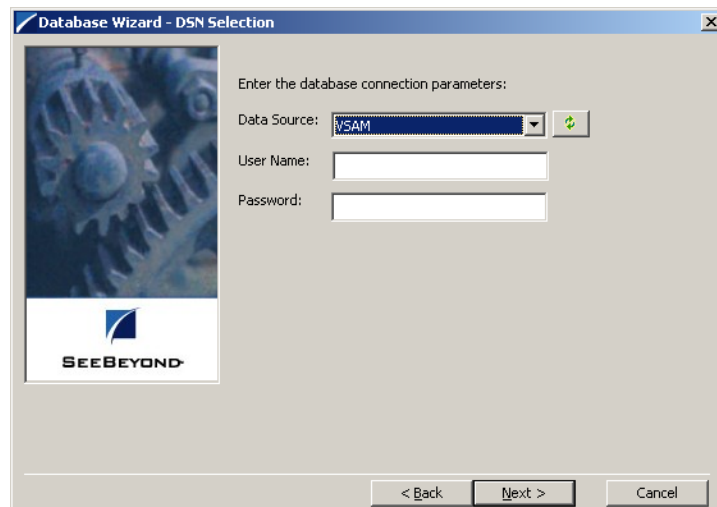 Database Wizard - DSN Selection
Enter the database connection parameters:
Data Source:
VSAM
User Name:
Password:
SEEBEYOND
< Back
Next >
Cancel